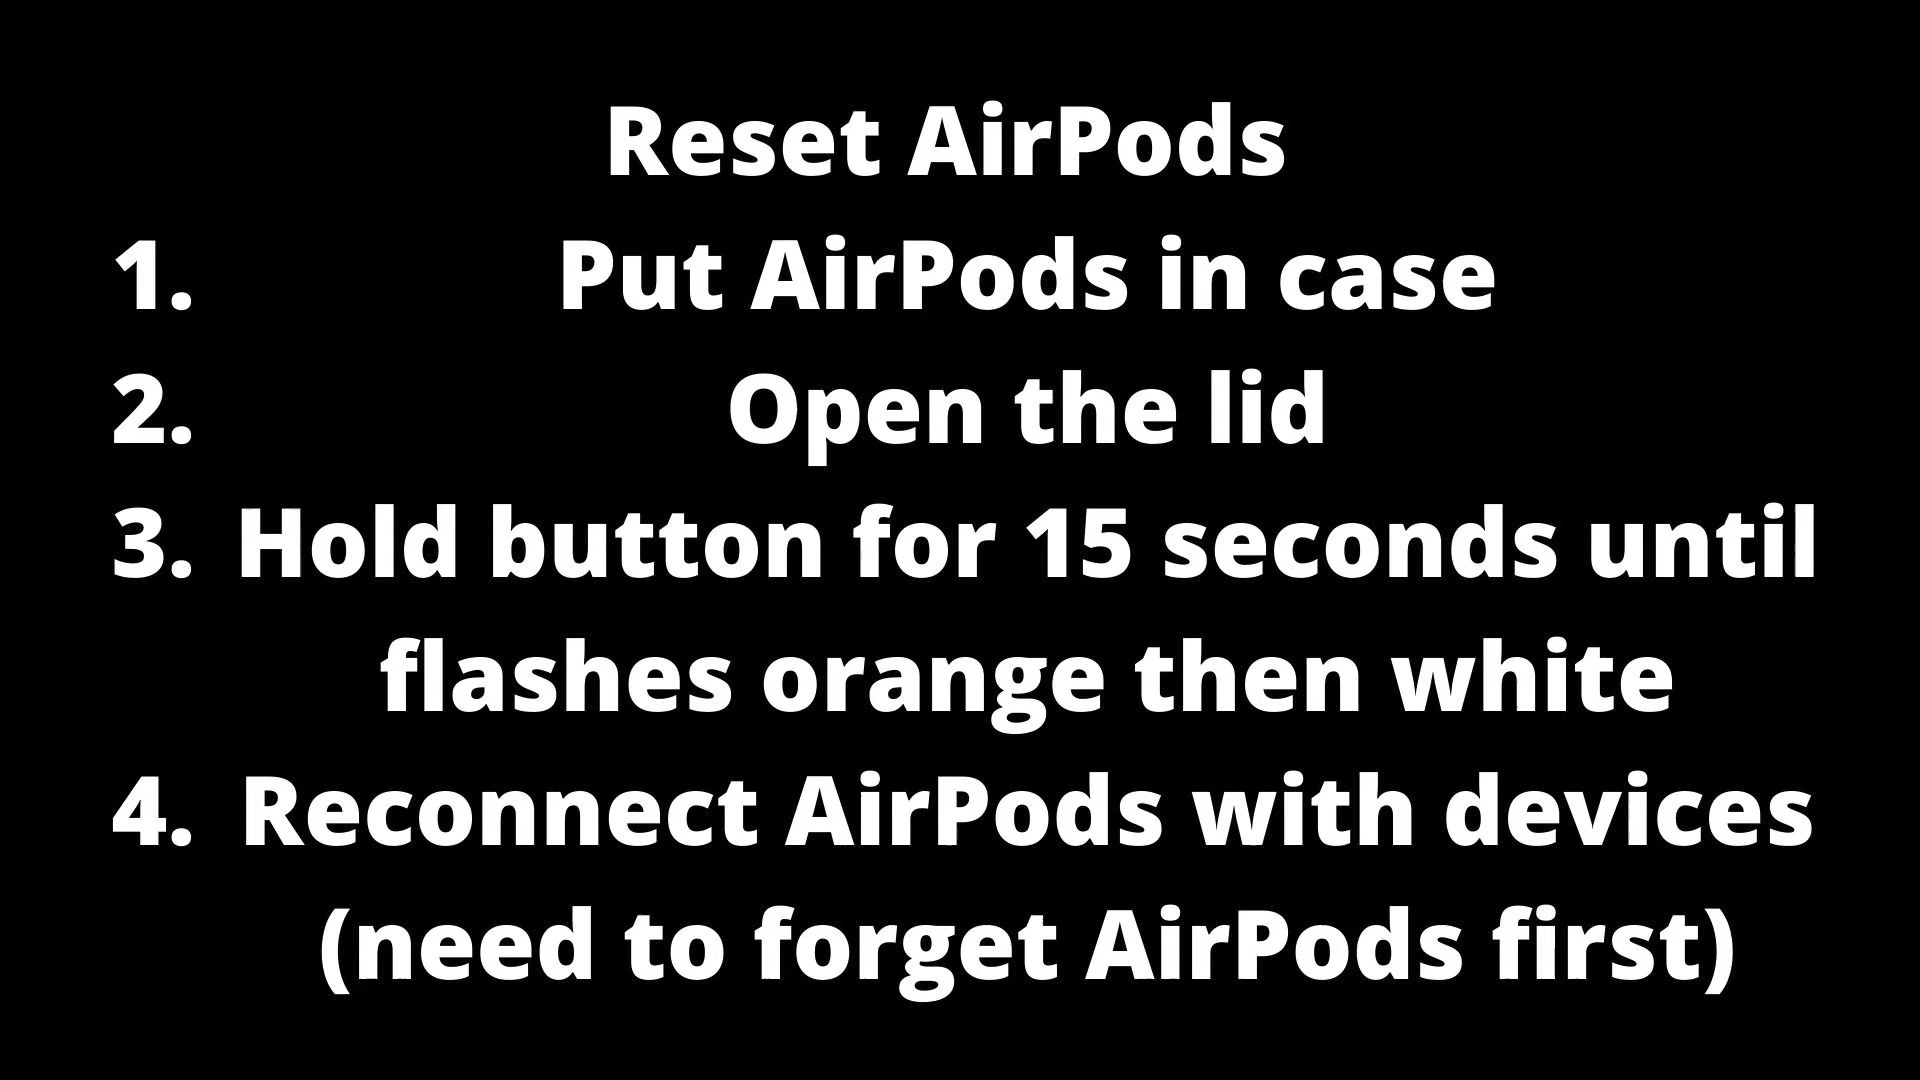 Reset AirPods
1. Put AirPods in case
2. Open the lid
3. Hold button for 15 seconds until
flashes orange then white
4. Reconnect AirPods with devices
(need to forget AirPods first)